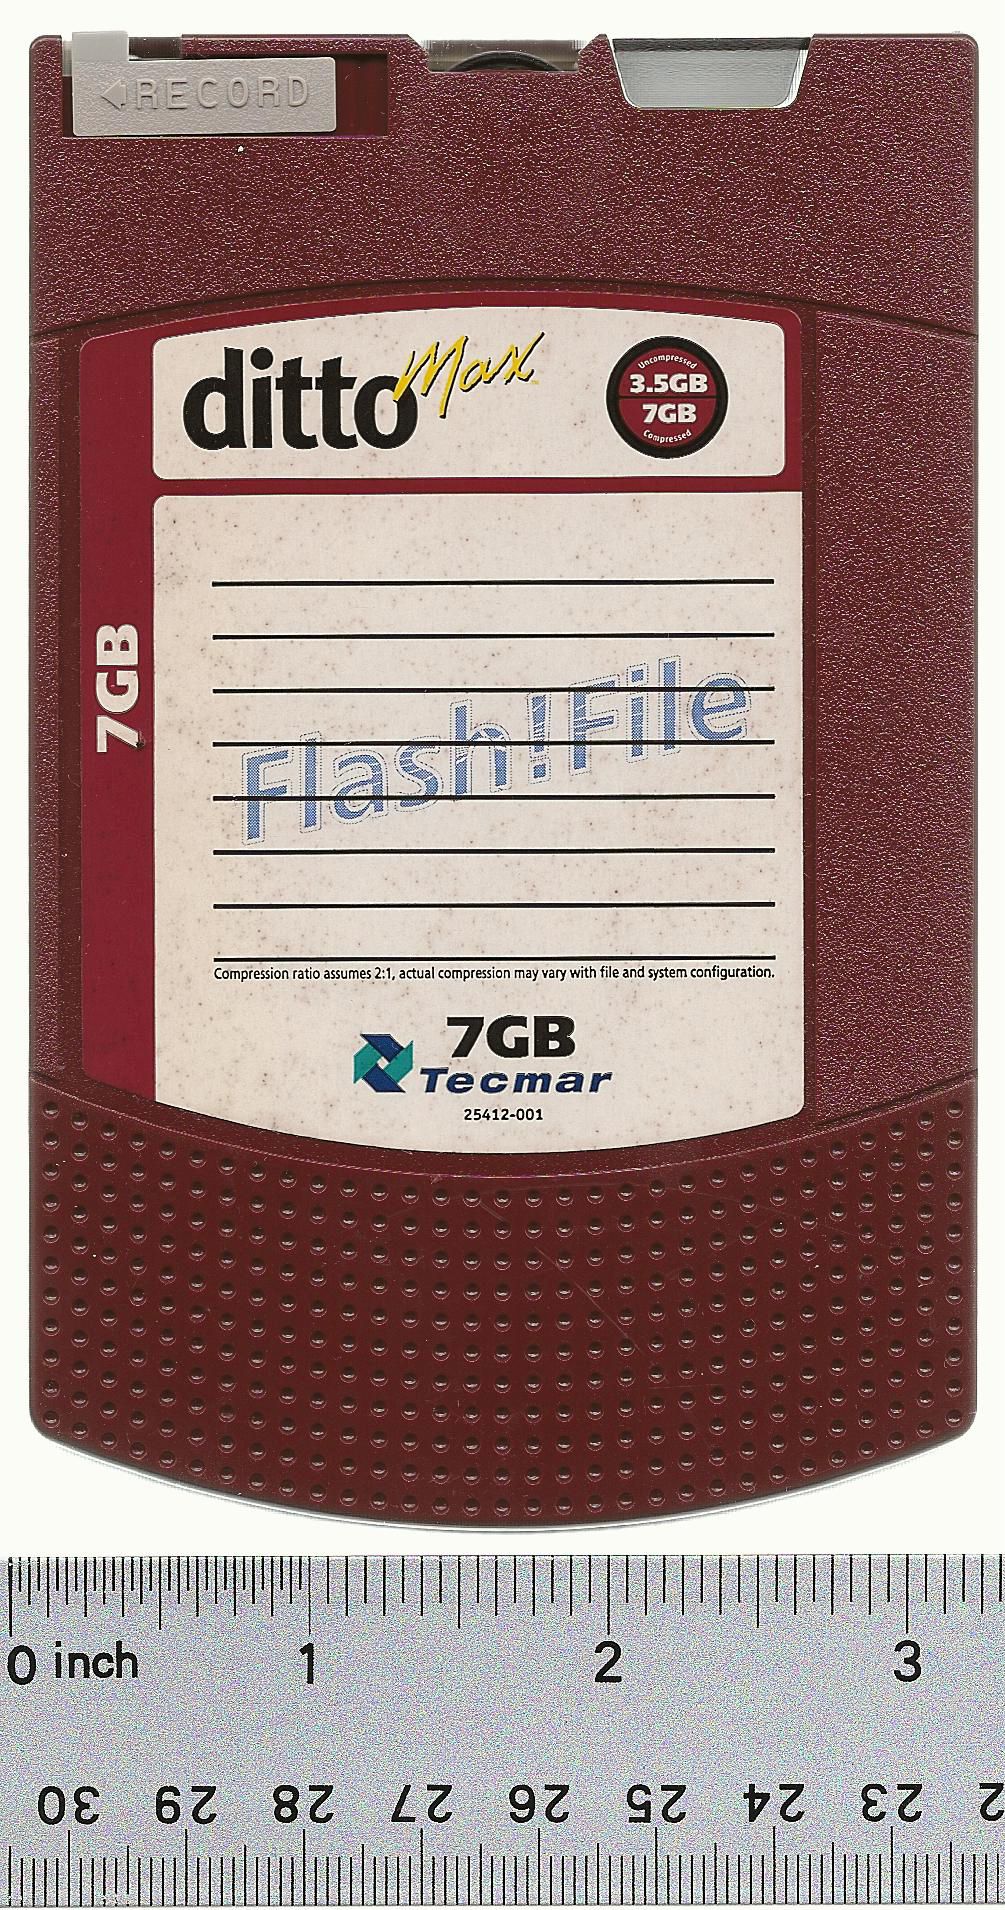 RECORD
ditto Max™
Uncompressed
3.5GB
7GB
Compressed
7GB
Flash!File
Compression ratio assumes 2:1, actual compression may vary with file and system configuration.
7GB
Tecmar
25412-001
0 inch 1 2 3
30 29 28 27 26 25 24 23 2